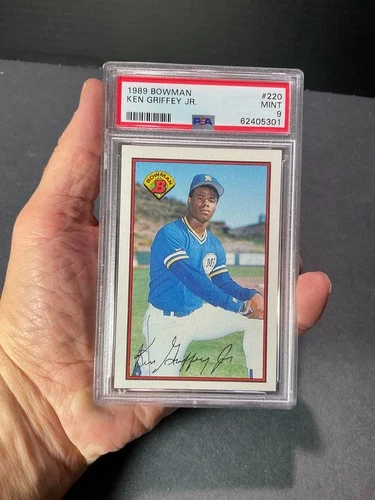 1989 BOWMAN #220
KEN GRIFFEY JR. MINT
9
PSA 62405301
BOWMAN
B
Ken Griffey Jr